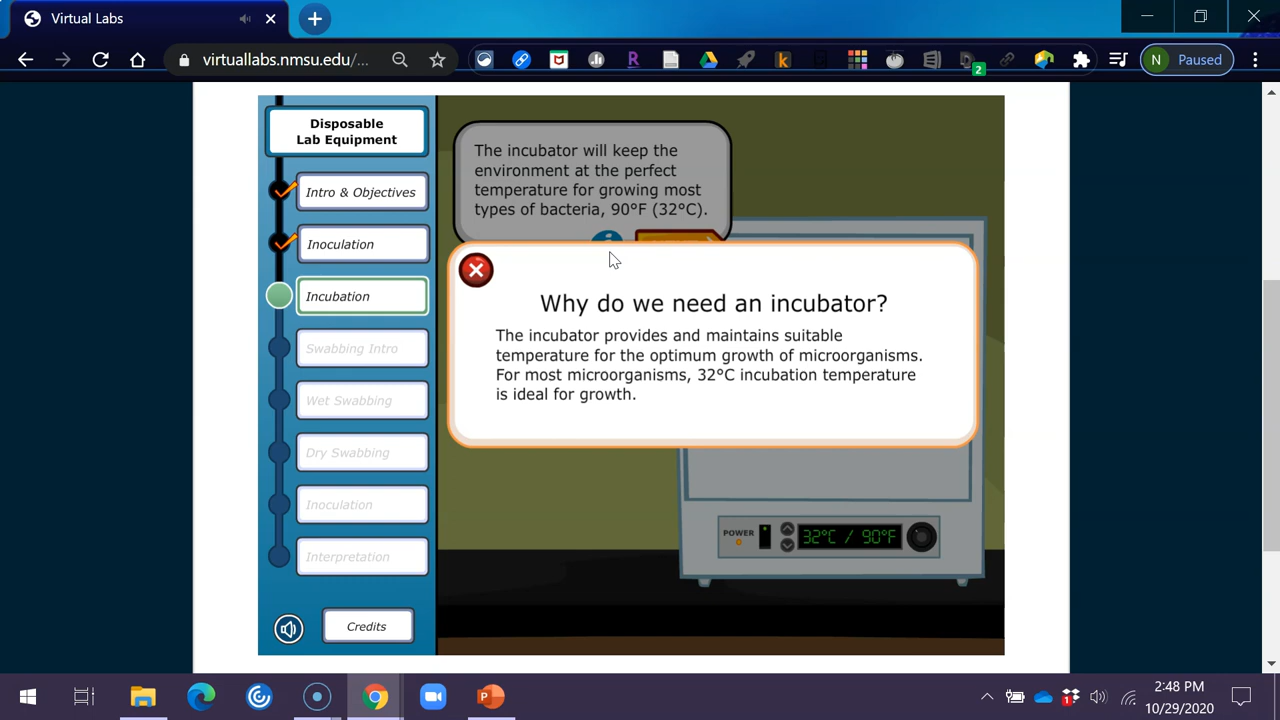 Virtual Labs
virtuallabs.nmsu.edu/...
2
N
Paused
Disposable
Lab Equipment
Intro & Objectives
Inoculation
Incubation
Swabbing Intro
Wet Swabbing
Dry Swabbing
Inoculation
Interpretation
Credits
The incubator will keep the
environment at the perfect
temperature for growing most
types of bacteria, 90°F (32°C).
Why do we need an incubator?
The incubator provides and maintains suitable
temperature for the optimum growth of microorganisms.
For most microorganisms, 32°C incubation temperature
is ideal for growth.
POWER
32°C / 90°F
2:48 PM
10/29/2020